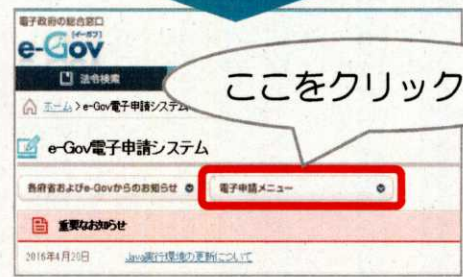 電子政府の総合窓口
e-Gov
[イーガブ]
法令検索
ここをクリック
ホーム > e-Gov電子申請システム
e-Gov電子申請システム
各府省およびe-Govからのお知らせ
電子申請メニュー
重要なお知らせ
2016年4月20日 Java実行環境の更新について